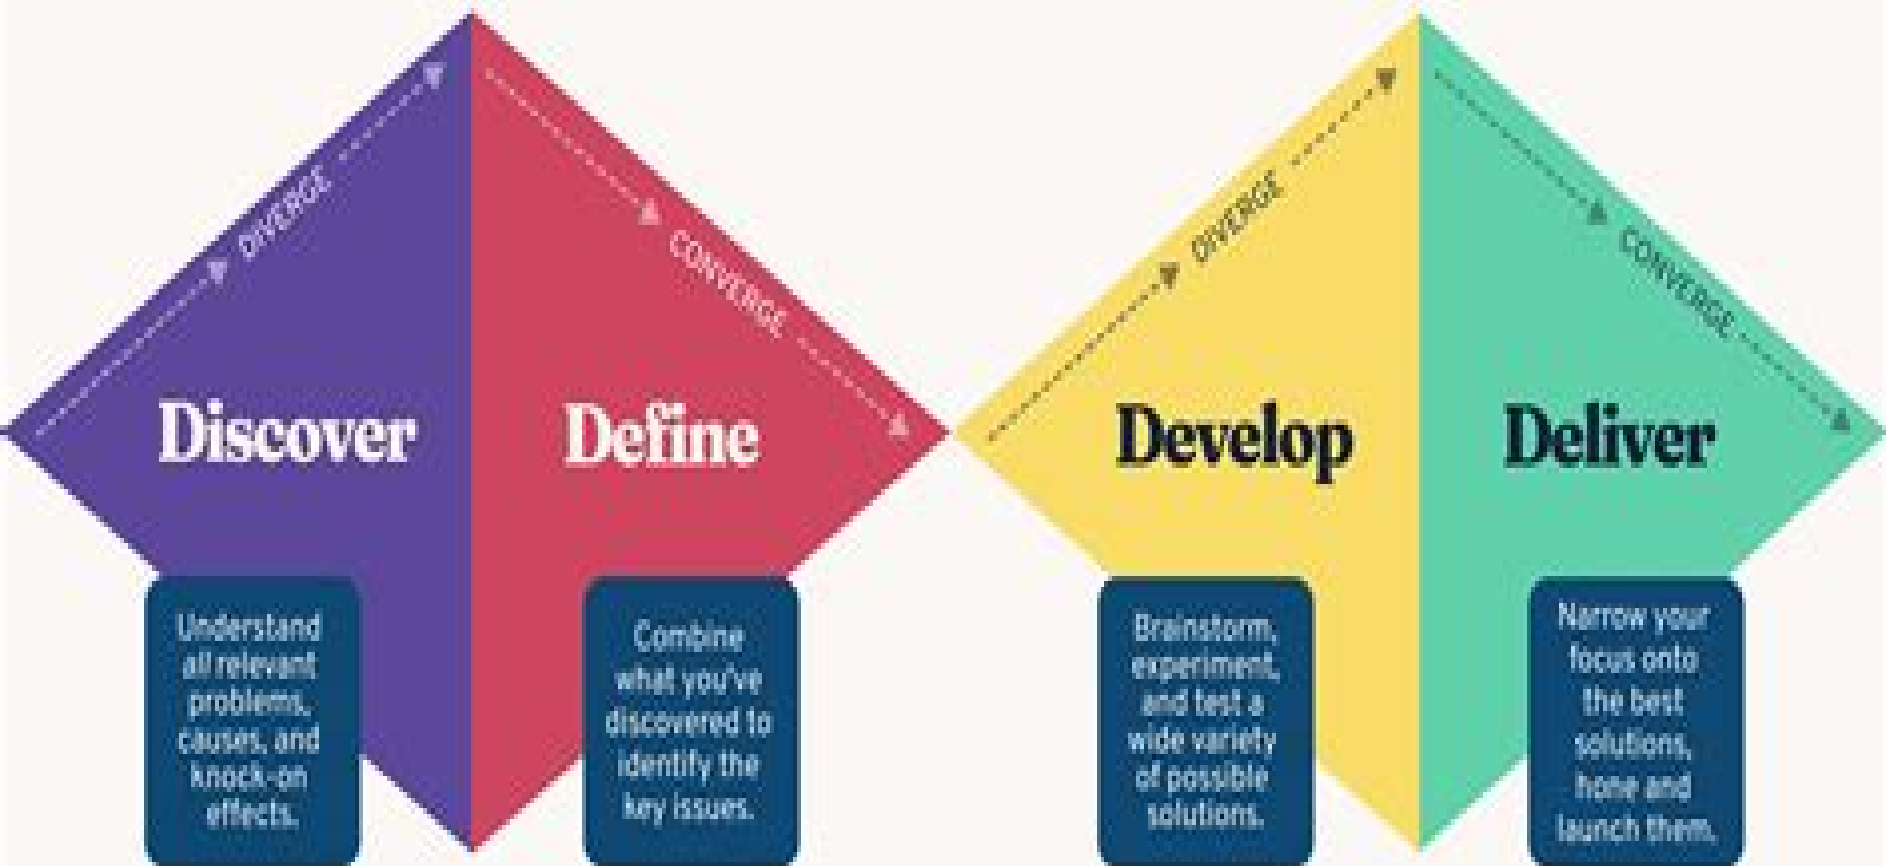 DIVERGE
CONVERGE
Discover
Define
Understand
all relevant
problems,
causes, and
knock-on
effects.
Combine
what you've
discovered to
identify the
key issues.
DIVERGE
CONVERGE
Develop
Deliver
Brainstorm,
experiment,
and test a
wide variety
of possible
solutions.
Narrow your
focus onto
the best
solutions,
hone and
launch them.